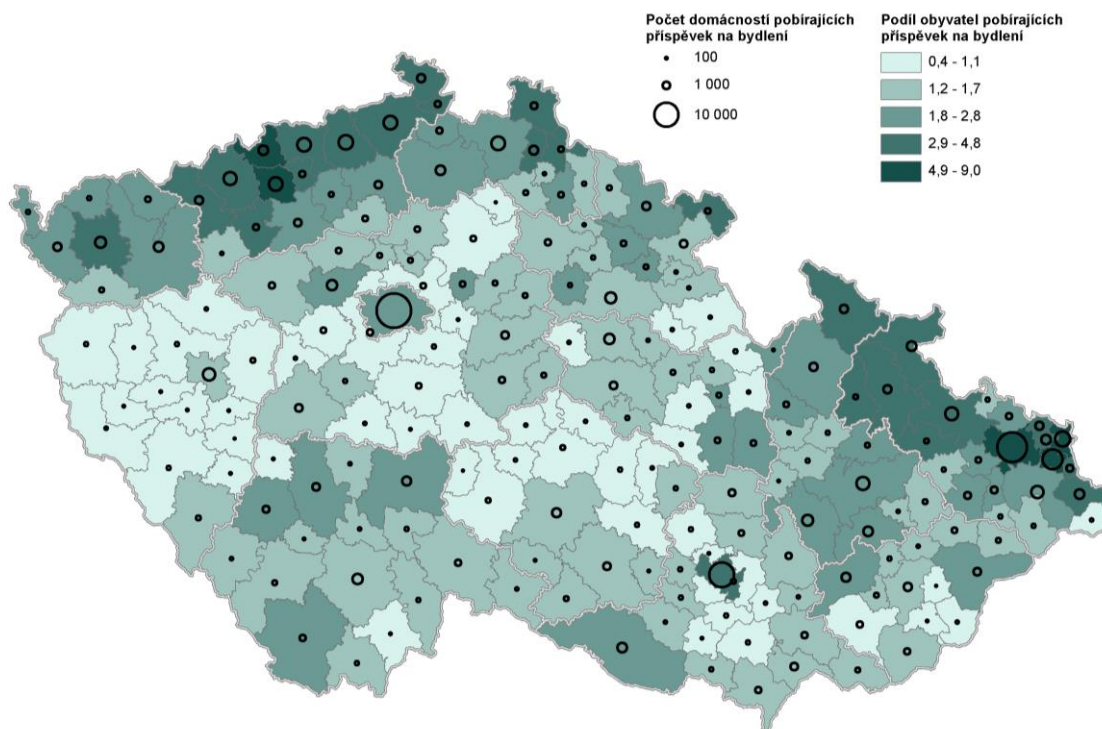 Počet domácností pobírajících
příspěvek na bydlení
100
1 000
10 000
Podíl obyvatel pobírajících
příspěvek na bydlení
0,4 - 1,1
1,2 - 1,7
1,8 - 2,8
2,9 - 4,8
4,9 - 9,0